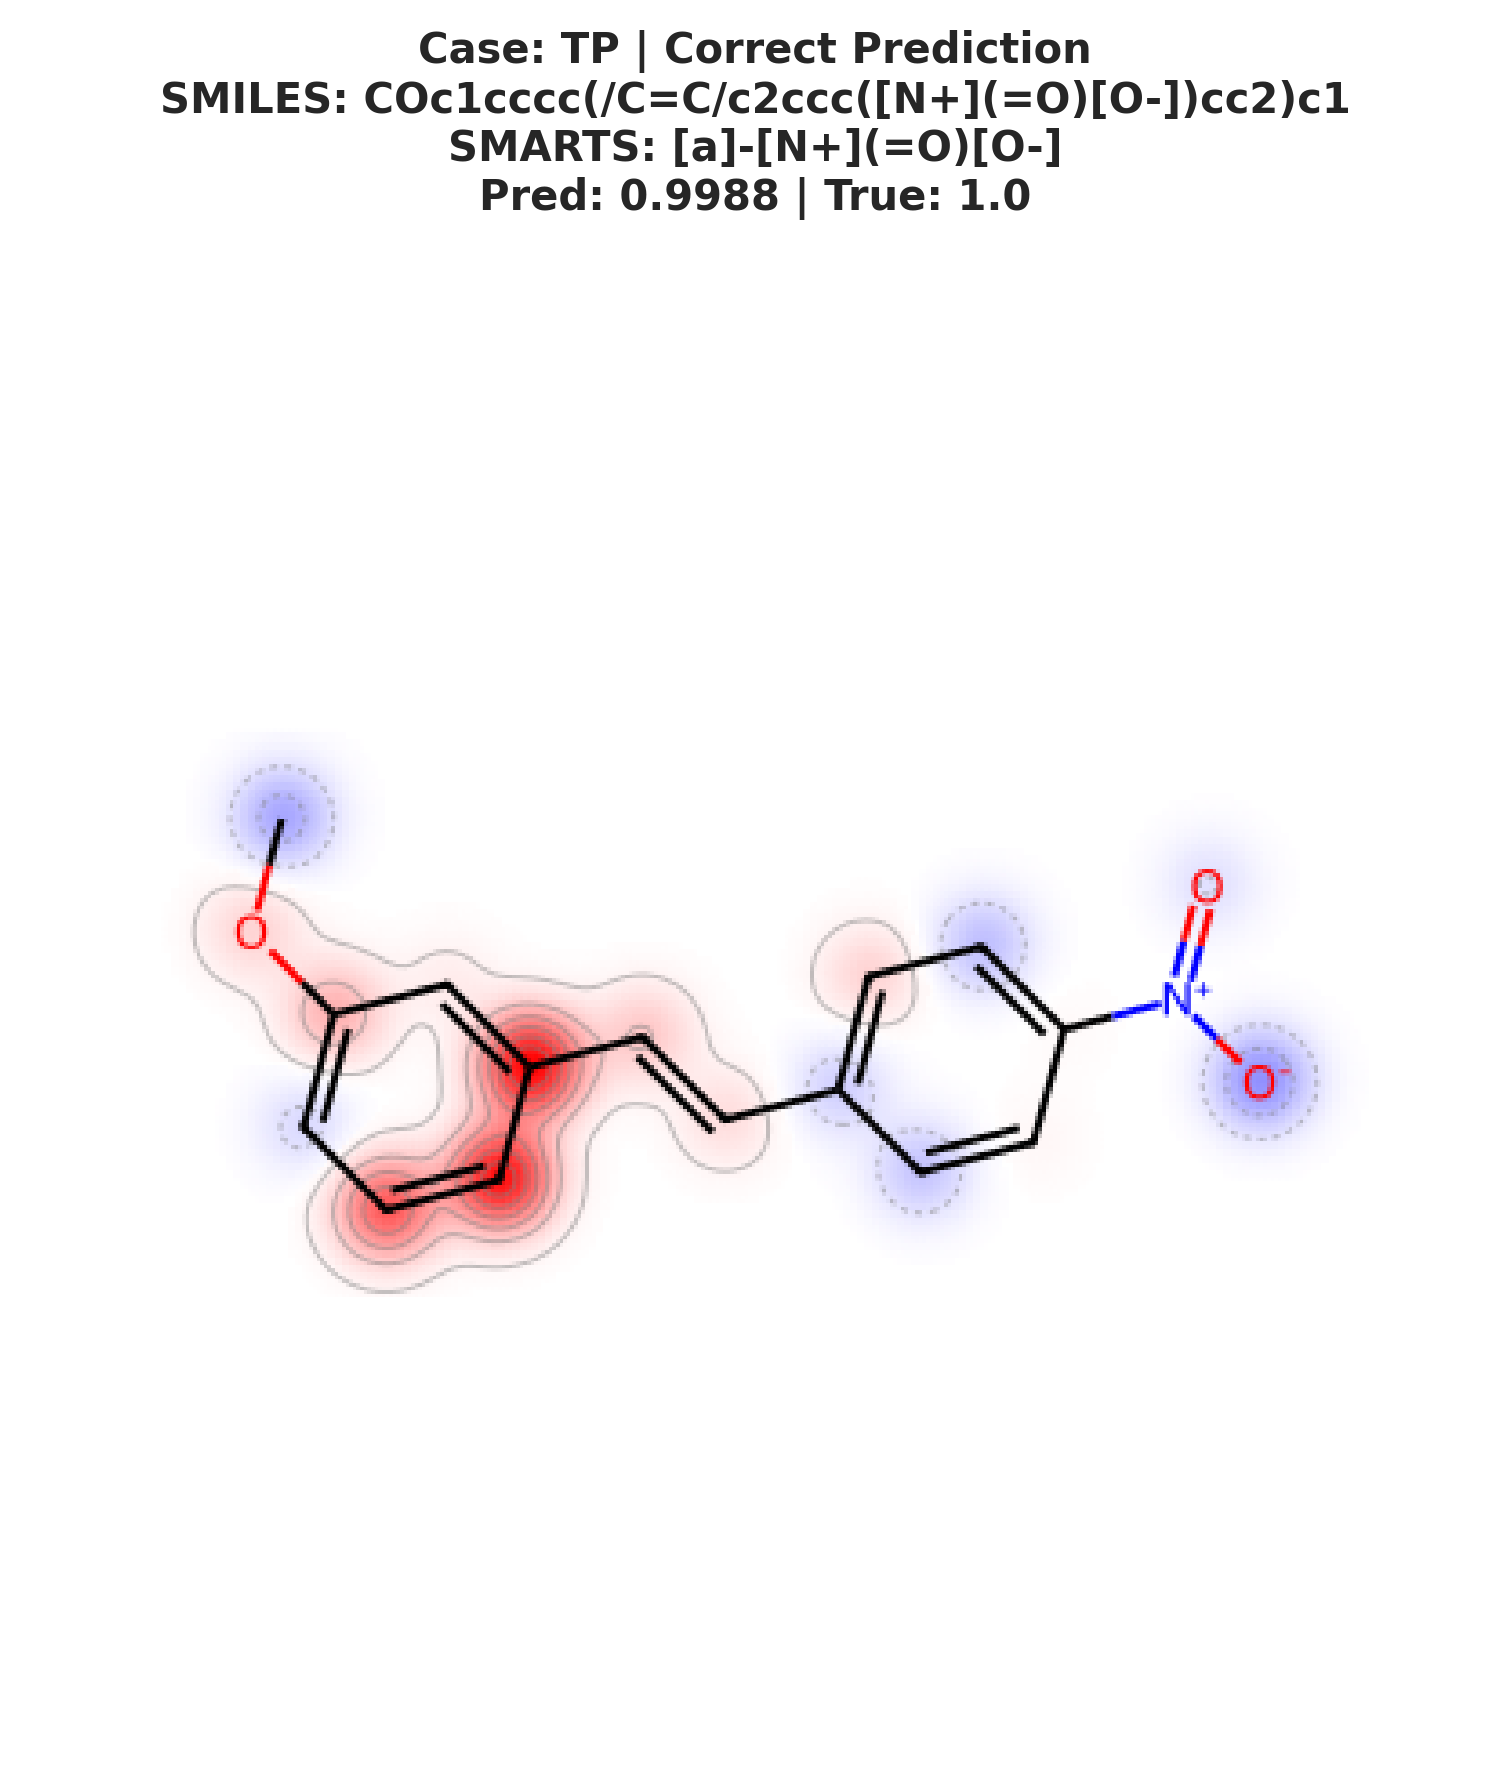 Case: TP | Correct Prediction
SMILES: COc1cccc(/C=C/c2ccc([N+](=O)[O-])cc2)c1
SMARTS: [a]-[N+](=O)[O-]
Pred: 0.9988 | True: 1.0
O
O
N+
O-